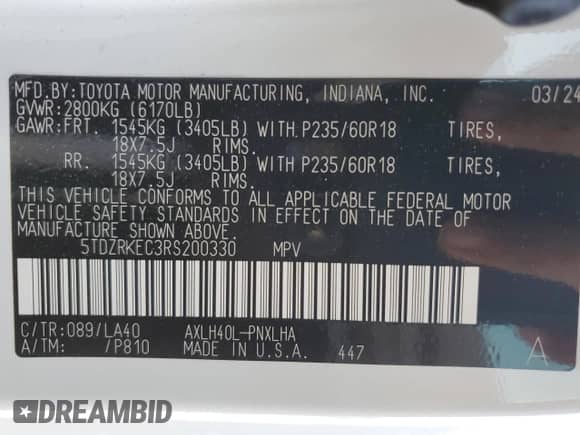 MFD.BY:TOYOTA MOTOR MANUFACTURING, INDIANA, INC. 03/24
GVWR:2800KG (6170LB)
GAWR:FRT. 1545KG (3405LB) WITH P235/60R18 TIRES,
18X7.5J RIMS.
RR. 1545KG (3405LB) WITH P235/60R18 TIRES,
18X7.5J RIMS.
THIS VEHICLE CONFORMS TO ALL APPLICABLE FEDERAL MOTOR
VEHICLE SAFETY STANDARDS IN EFFECT ON THE DATE OF
MANUFACTURE SHOWN ABOVE.
5TDZRKEC3RS200330 MPV
C/TR:089/LA40 AXLH40L-PNXLHA
A/TM: /P810 MADE IN U.S.A. 447 A
DREAMBID